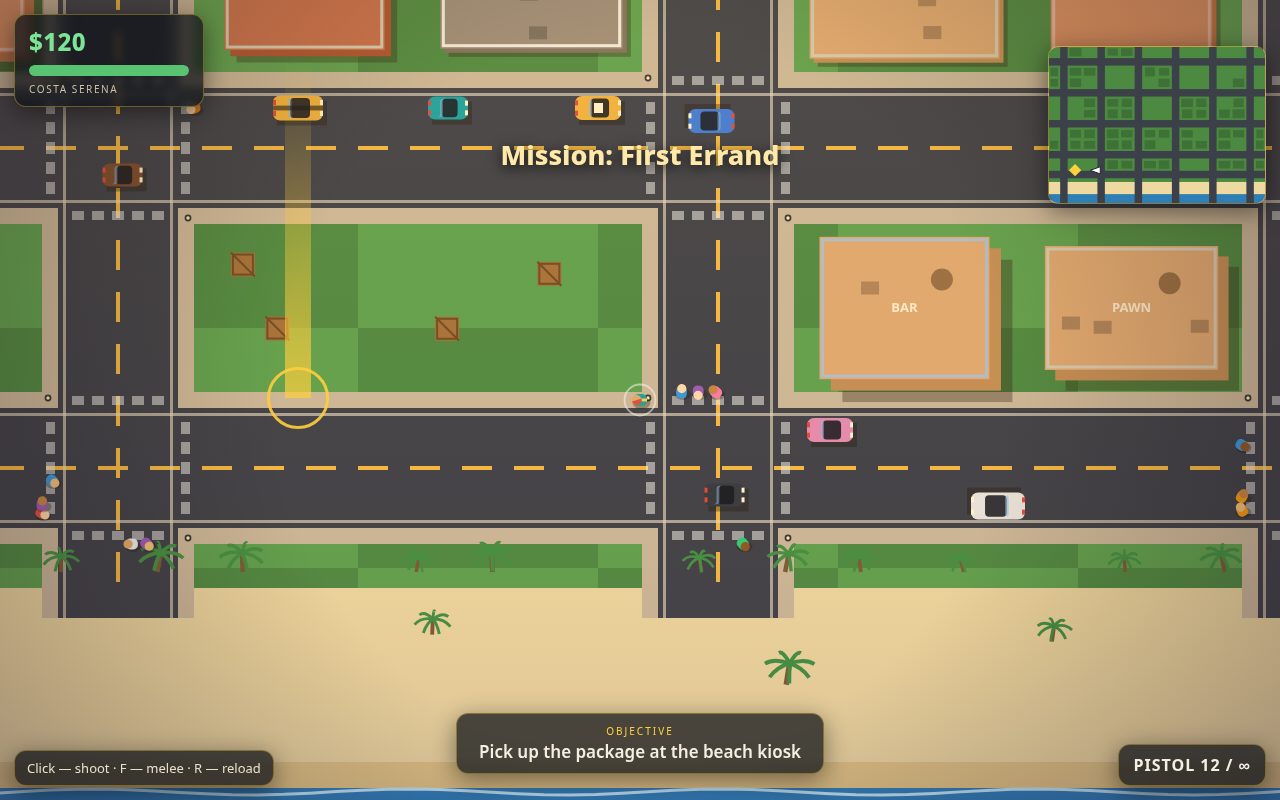 $120
COSTA SERENA
Mission: First Errand
BAR
PAWN
OBJECTIVE
Pick up the package at the beach kiosk
Click — shoot · F — melee · R — reload
PISTOL 12 / ∞